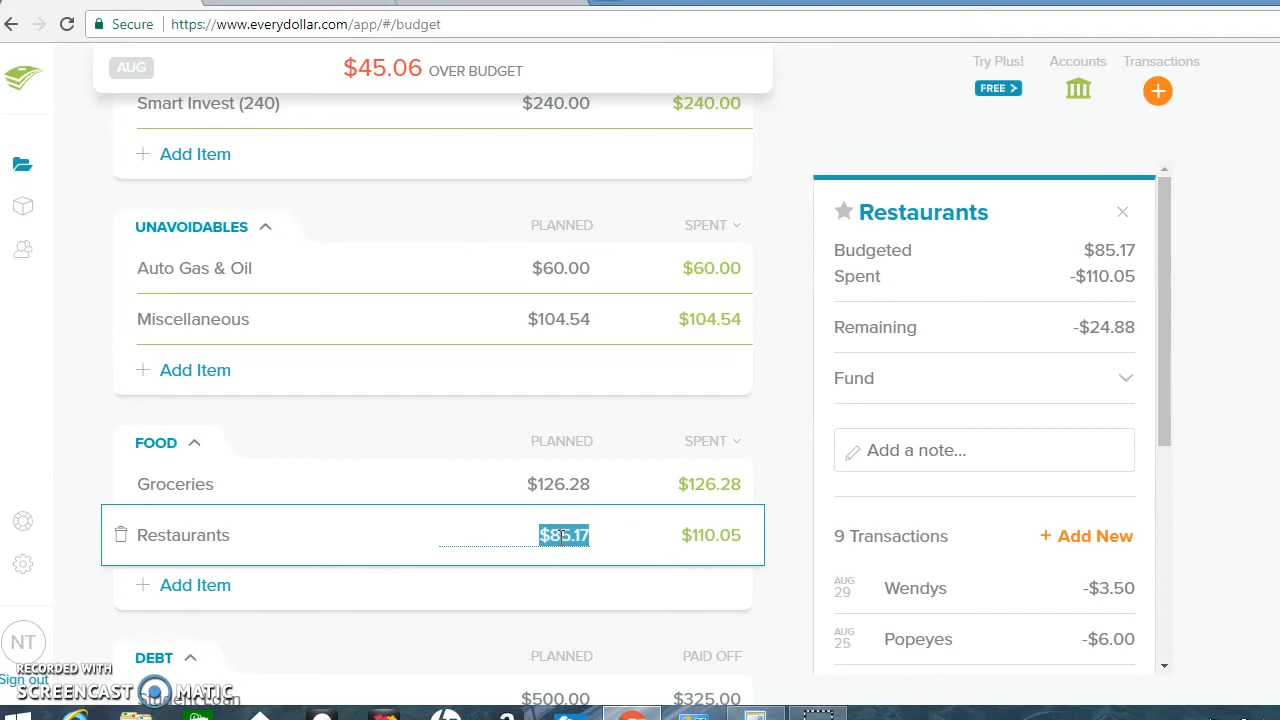 Secure https://www.everydollar.com/app/#/budget
AUG $45.06 OVER BUDGET
Try Plus! Accounts Transactions
FREE >
Smart Invest (240) $240.00 $240.00
+ Add Item
UNAVOIDABLES PLANNED SPENT
Auto Gas & Oil $60.00 $60.00
Miscellaneous $104.54 $104.54
+ Add Item
FOOD PLANNED SPENT
Groceries $126.28 $126.28
Restaurants $85.17 $110.05
+ Add Item
DEBT PLANNED PAID OFF
Student Loan $500.00 $325.00
Restaurants
Budgeted $85.17
Spent -$110.05
Remaining -$24.88
Fund
Add a note...
9 Transactions + Add New
AUG 29 Wendys -$3.50
AUG 25 Popeyes -$6.00
NT
Sign out
RECORDED WITH
SCREENCAST MATIC